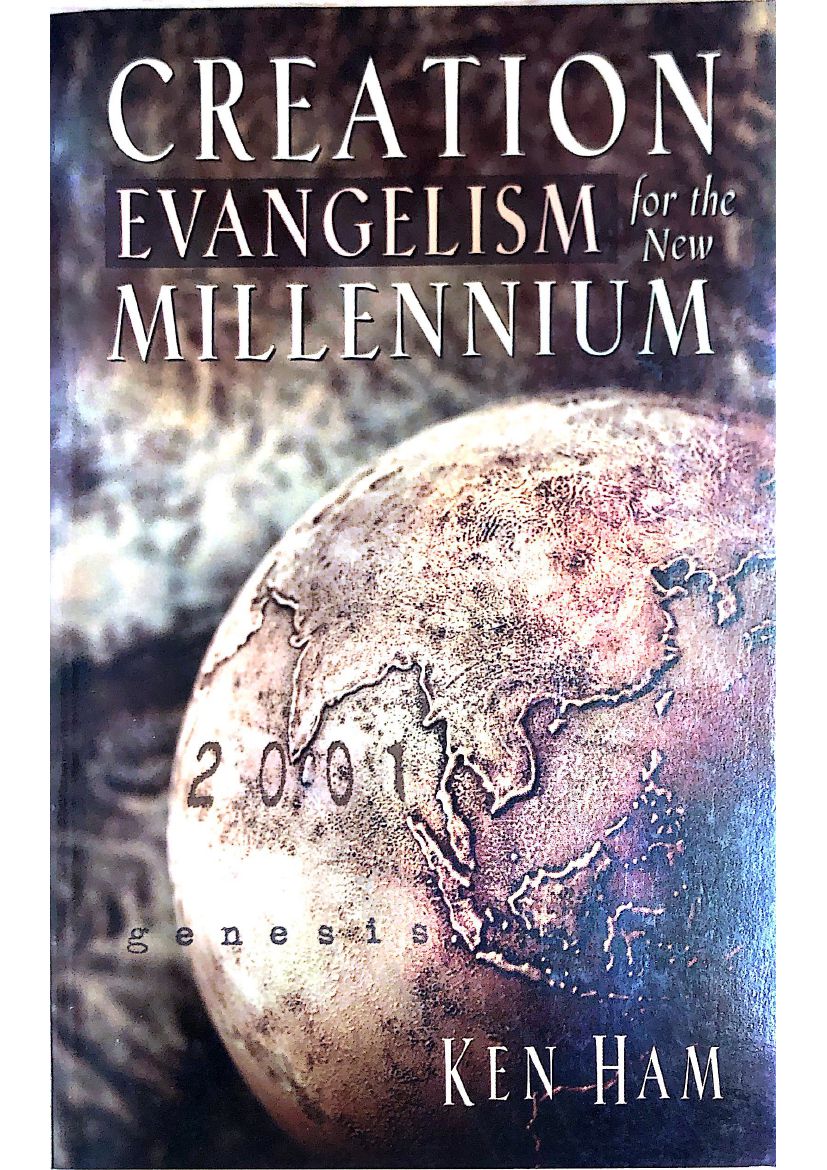 CREATION
EVANGELISM for the
New
MILLENNIUM
2001
genesis
KEN HAM